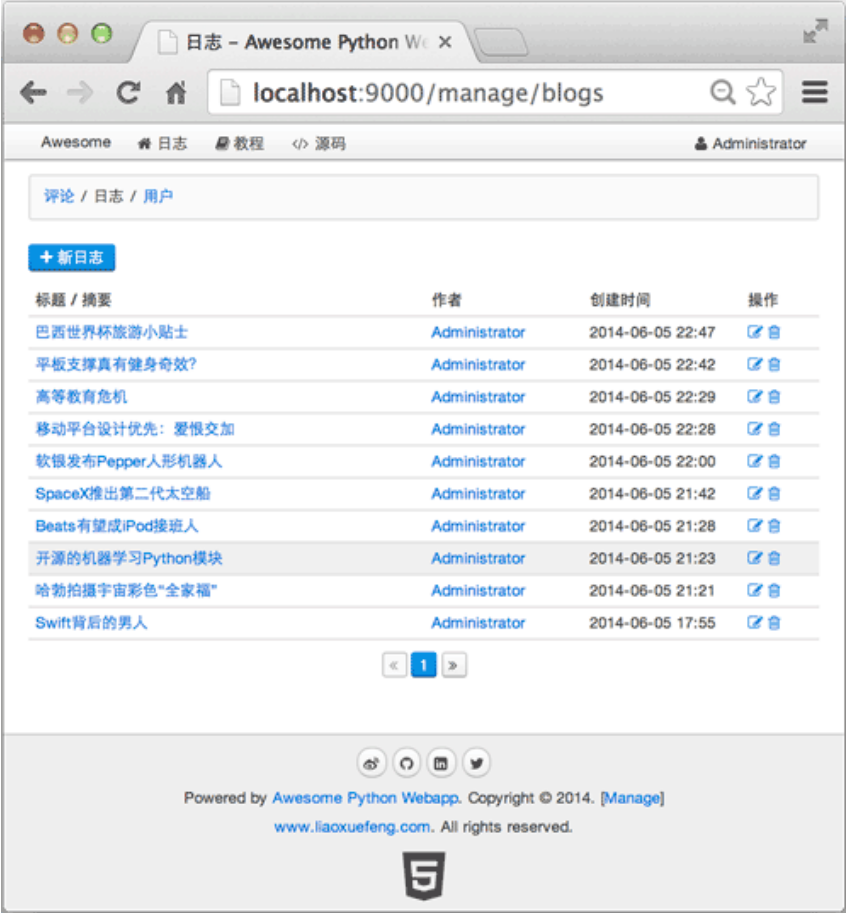 日志 - Awesome Python We
localhost:9000/manage/blogs
Awesome 日志 教程 源码 Administrator
评论 / 日志 / 用户
新日志
标题 / 摘要 作者 创建时间 操作
巴西世界杯旅游小贴士 Administrator 2014-06-05 22:47
平板支撑真有健身奇效? Administrator 2014-06-05 22:42
高等教育危机 Administrator 2014-06-05 22:29
移动平台设计优先：爱恨交加 Administrator 2014-06-05 22:28
软银发布Pepper人形机器人 Administrator 2014-06-05 22:00
SpaceX推出第二代太空船 Administrator 2014-06-05 21:42
Beats有望成iPod接班人 Administrator 2014-06-05 21:28
开源的机器学习Python模块 Administrator 2014-06-05 21:23
哈勃拍摄宇宙彩色"全家福" Administrator 2014-06-05 21:21
Swift背后的男人 Administrator 2014-06-05 17:55
« 1 »
Powered by Awesome Python Webapp. Copyright © 2014. [Manage]
www.liaoxuefeng.com. All rights reserved.